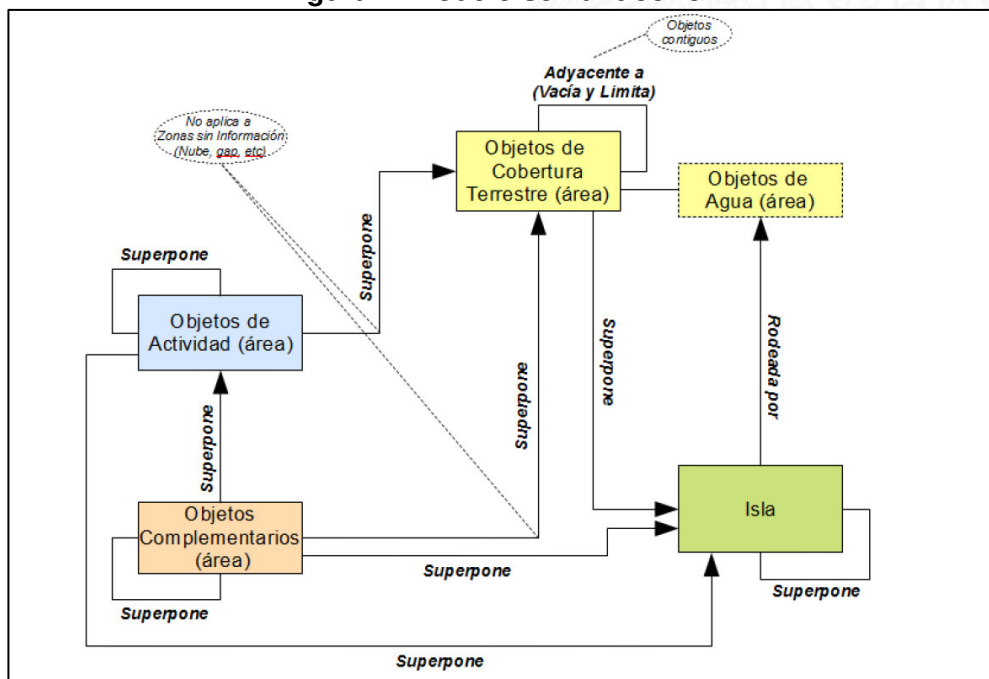 Objetos
contiguos
Adyacente a
(Vacía y Limita)
No aplica a
Zonas sin Información
(Nube, gap, etc)
Objetos de
Cobertura
Terrestre (área)
Objetos de
Agua (área)
Superpone
Superpone
Objetos de
Actividad (área)
Superpone
Superpone
Rodeada por
Superpone
Objetos
Complementarios
(área)
Isla
Superpone
Superpone
Superpone
Superpone